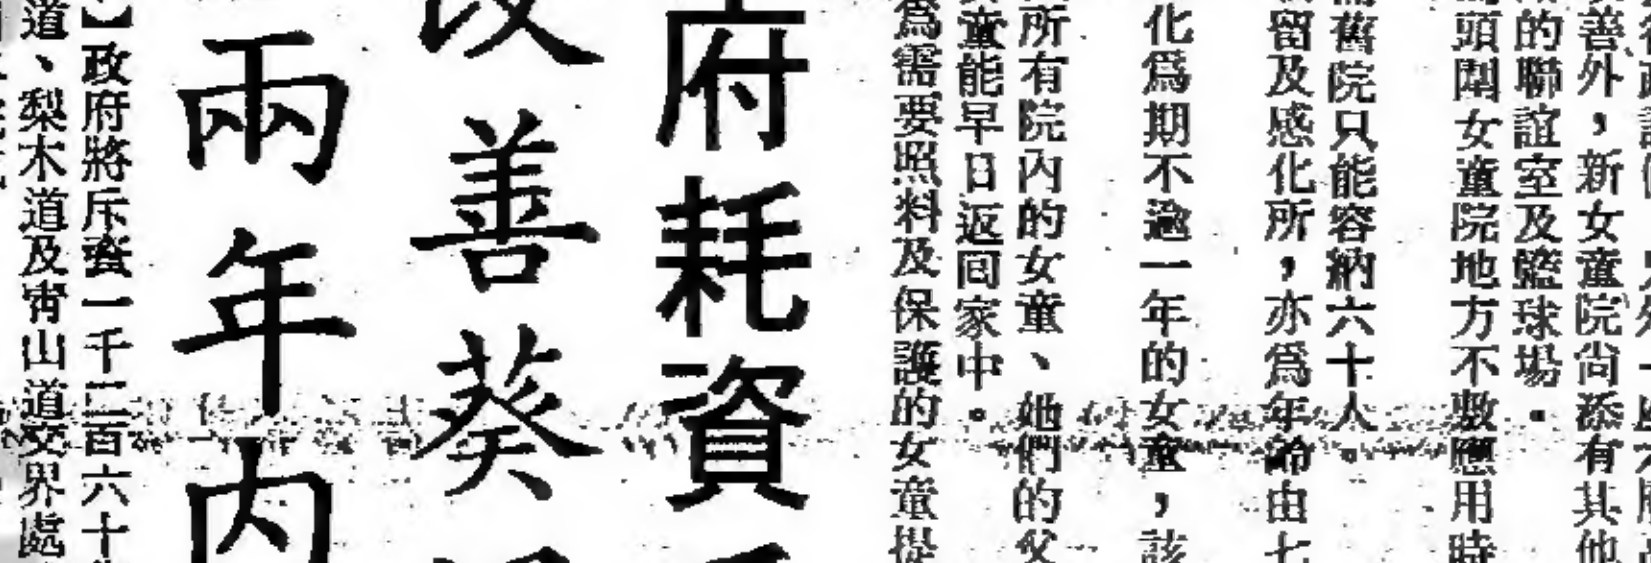 善外，新女童院尚添有其他
的聯誼室及籃球場。
頭圍女童院地方不敷應用時
舊院只能容納六十人。
留及感化所，亦爲年齡由七
化爲期不逾一年的女童，該
所有院內的女童、她們的父
童能早日返回家中。
爲需要照料及保護的女童提
府耗資
改善葵
兩年內
】政府將斥資一千二百六十
道、梨木道及青山道交界處